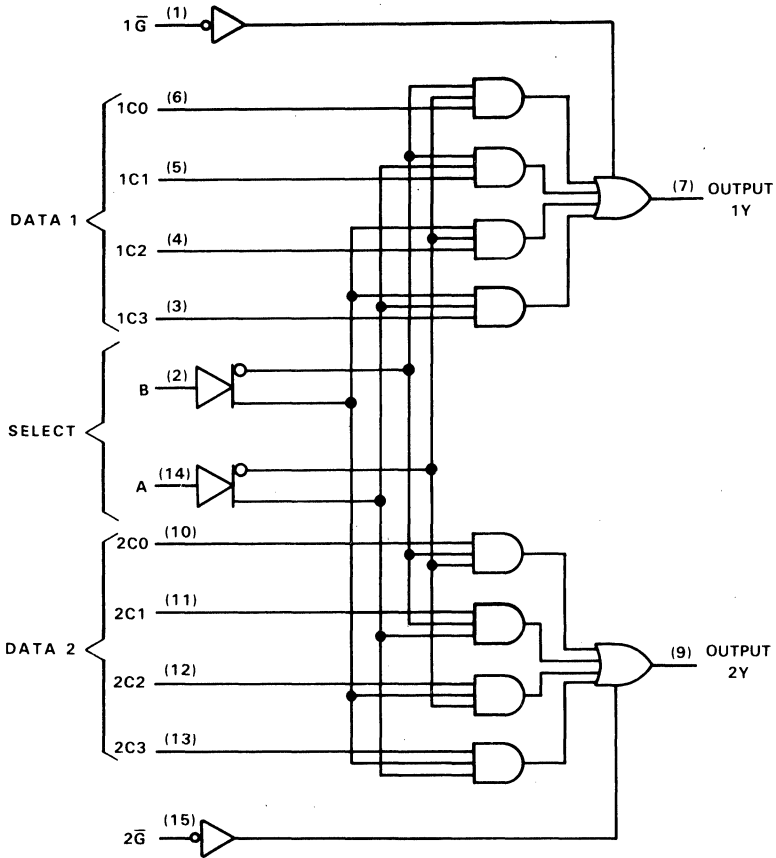 1G̅ (1)
1C0 (6)
1C1 (5)
DATA 1
1C2 (4)
1C3 (3)
(7) OUTPUT
1Y
B (2)
SELECT
A (14)
2C0 (10)
2C1 (11)
DATA 2
2C2 (12)
2C3 (13)
(9) OUTPUT
2Y
2G̅ (15)